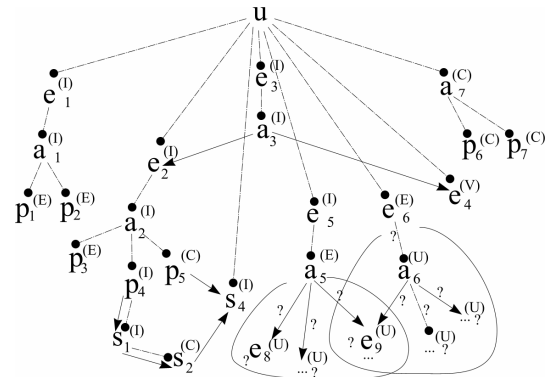 u
e₁⁽ᴵ⁾ e₃⁽ᴵ⁾ a₇⁽ᶜ⁾
a₁⁽ᴵ⁾ e₂⁽ᴵ⁾ a₃⁽ᴵ⁾ p₆⁽ᶜ⁾ p₇⁽ᶜ⁾
p₁⁽ᴱ⁾ p₂⁽ᴱ⁾ a₂⁽ᴵ⁾ e₅⁽ᴵ⁾ e₆⁽ᴱ⁾ e₄⁽ⱽ⁾
p₃⁽ᴱ⁾ p₄⁽ᴵ⁾ p₅⁽ᶜ⁾ s₄⁽ᴵ⁾ a₅⁽ᴱ⁾ ? a₆⁽ᵁ⁾
? ? ? ? ? ?
s₁⁽ᴵ⁾ s₂⁽ᶜ⁾ ? e₈⁽ᵁ⁾ (U) ... ? ? e₉⁽ᵁ⁾ ... (U) ... ? (U) ... ?